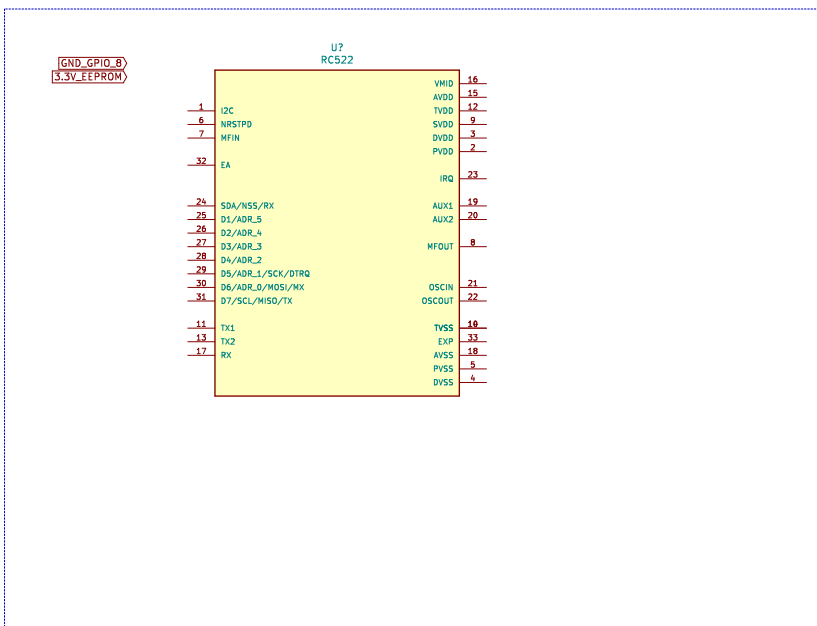 GND_GPIO_8
3.3V_EEPROM
U?
RC522
16 VMID
15 AVDD
12 TVDD
9 SVDD
3 DVDD
2 PVDD
23 IRQ
19 AUX1
20 AUX2
8 MFOUT
21 OSCIN
22 OSCOUT
TVSS
33 EXP
18 AVSS
5 PVSS
4 DVSS
1 I2C
6 NRSTPD
7 MFIN
32 EA
24 SDA/NSS/RX
25 D1/ADR_5
26 D2/ADR_4
27 D3/ADR_3
28 D4/ADR_2
29 D5/ADR_1/SCK/DTRQ
30 D6/ADR_0/MOSI/MX
31 D7/SCL/MISO/TX
11 TX1
13 TX2
17 RX